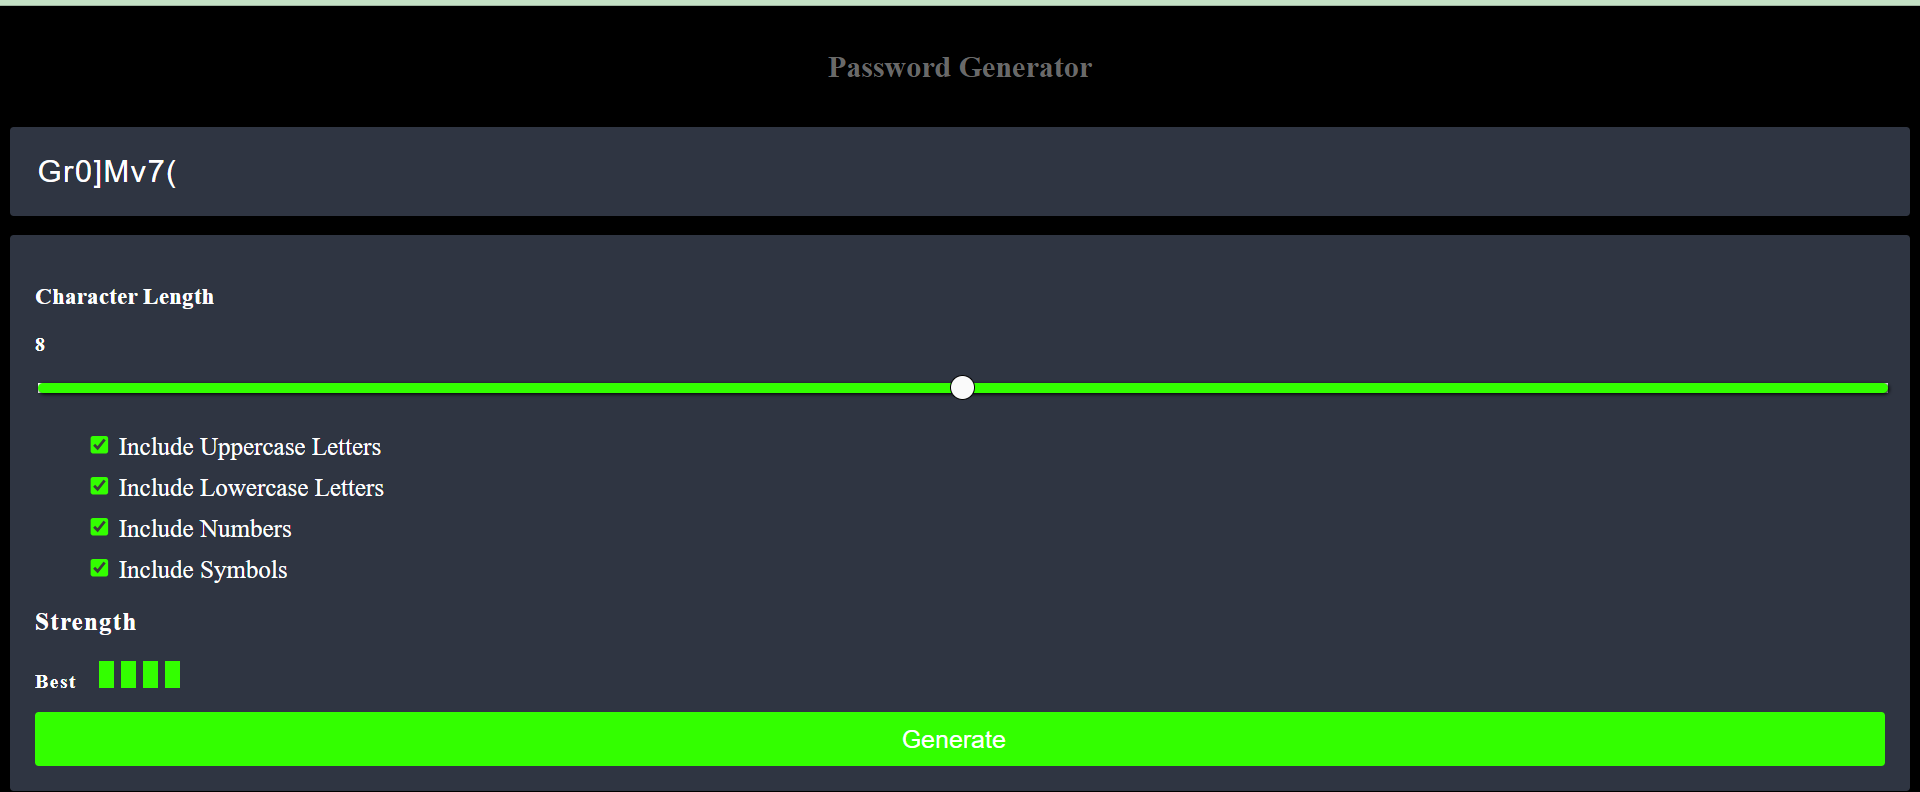 Password Generator
Gr0]Mv7(
Character Length
8
Include Uppercase Letters
Include Lowercase Letters
Include Numbers
Include Symbols
Strength
Best
Generate